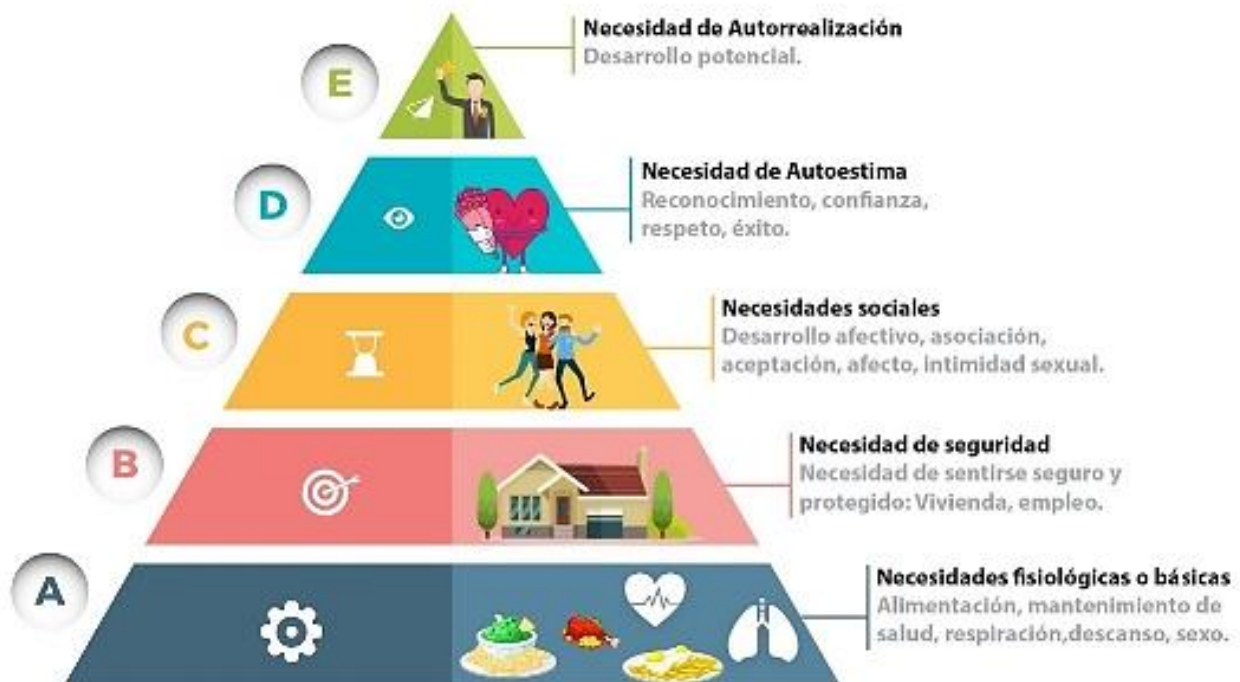 E
Necesidad de Autorrealización
Desarrollo potencial.
D
Necesidad de Autoestima
Reconocimiento, confianza,
respeto, éxito.
C
Necesidades sociales
Desarrollo afectivo, asociación,
aceptación, afecto, intimidad sexual.
B
Necesidad de seguridad
Necesidad de sentirse seguro y
protegido: Vivienda, empleo.
A
Necesidades fisiológicas o básicas
Alimentación, mantenimiento de
salud, respiración,descanso, sexo.